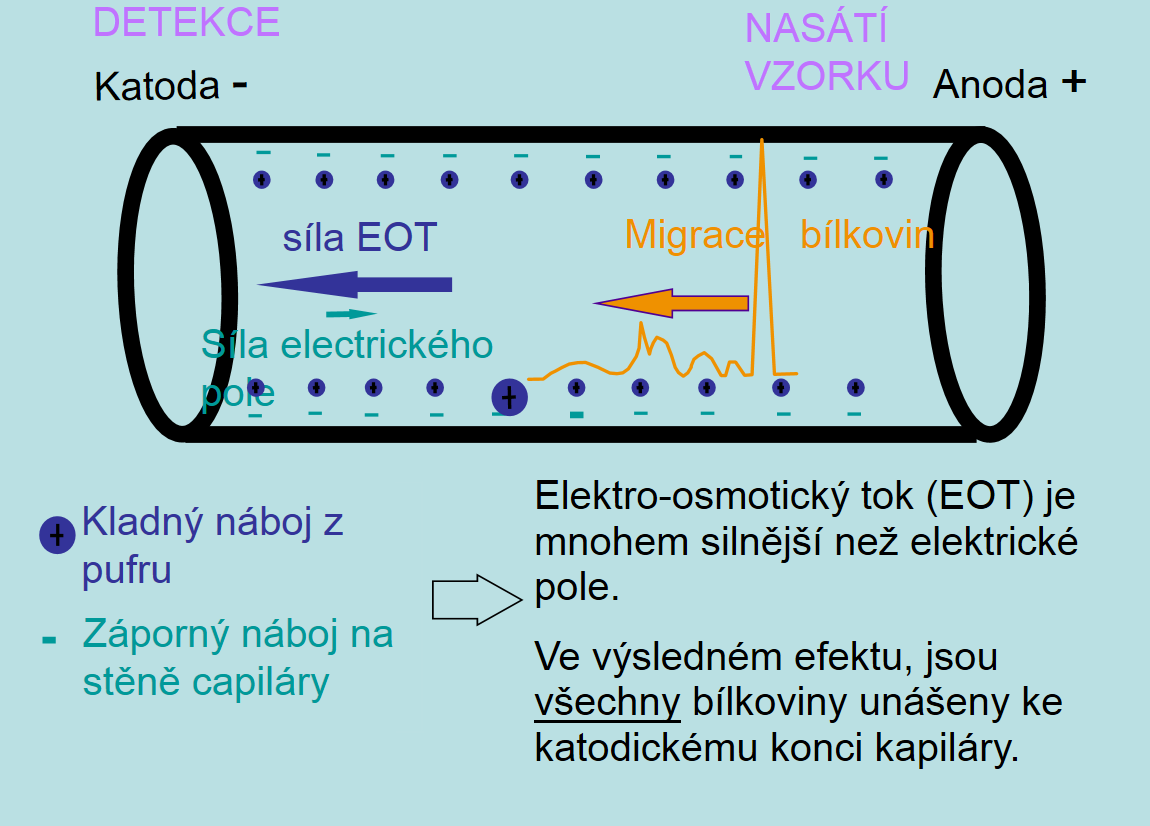 DETEKCE
NASÁTÍ
VZORKU
Katoda -
Anoda +
síla EOT
Migrace bílkovin
Síla electrického
pole
Kladný náboj z
pufru
- Záporný náboj na
stěně capiláry
Elektro-osmotický tok (EOT) je
mnohem silnější než elektrické
pole.
Ve výsledném efektu, jsou
všechny bílkoviny unášeny ke
katodickému konci kapiláry.